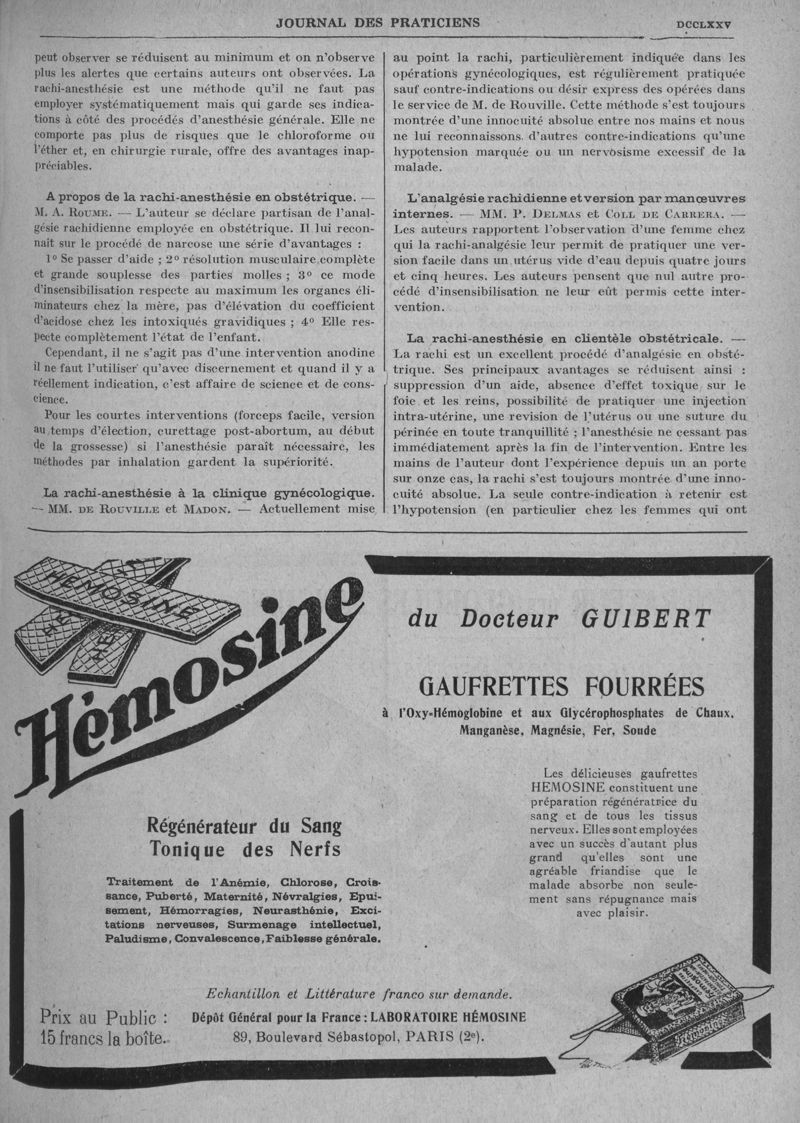 JOURNAL DES PRATICIENS
DCCLXXV
peut observer se réduisent au minimum et on n'observe
plus les alertes que certains auteurs ont observées. La
rachi-anesthésie est une méthode qu'il ne faut pas
employer systématiquement mais qui garde ses indica-
tions à côté des procédés d'anesthésie générale. Elle ne
comporte pas plus de risques que le chloroforme ou
l'éther et, en chirurgie rurale, offre des avantages inap-
préciables.
A propos de la rachi-anesthésie en obstétrique. —
M. A. ROUME. — L'auteur se déclare partisan de l'anal-
gésie rachidienne employée en obstétrique. Il lui recon-
naît sur le procédé de narcose une série d'avantages :
1° Se passer d'aide ; 2° résolution musculaire complète
et grande souplesse des parties molles ; 3° ce mode
d'insensibilisation respecte au maximum les organes éli-
minateurs chez la mère, pas d'élévation du coefficient
d'acidose chez les intoxiqués gravidiques ; 4° Elle res-
pecte complètement l'état de l'enfant.
Cependant, il ne s'agit pas d'une intervention anodine
il ne faut l'utiliser qu'avec discernement et quand il y a
réellement indication, c'est affaire de science et de cons-
cience.
Pour les courtes interventions (forceps facile, version
au temps d'élection, curettage post-abortum, au début
de la grossesse) si l'anesthésie paraît nécessaire, les
méthodes par inhalation gardent la supériorité.
La rachi-anesthésie à la clinique gynécologique.
— MM. DE ROUVILLE et MADON. — Actuellement mise
au point la rachi, particulièrement indiquée dans les
opérations gynécologiques, est régulièrement pratiquée
sauf contre-indications ou désir express des opérées dans
le service de M. de Rouville. Cette méthode s'est toujours
montrée d'une innocuité absolue entre nos mains et nous
ne lui reconnaissons d'autres contre-indications qu'une
hypotension marquée ou un nervosisme excessif de la
malade.
L'analgésie rachidienne et version par manœuvres
internes. — MM. P. DELMAS et COLL DE CARRERA. —
Les auteurs rapportent l'observation d'une femme chez
qui la rachi-analgésie leur permit de pratiquer une ver-
sion facile dans un utérus vide d'eau depuis quatre jours
et cinq heures. Les auteurs pensent que nul autre pro-
cédé d'insensibilisation ne leur eût permis cette inter-
vention.
La rachi-anesthésie en clientèle obstétricale. —
La rachi est un excellent procédé d'analgésie en obsté-
trique. Ses principaux avantages se réduisent ainsi :
suppression d'un aide, absence d'effet toxique sur le
foie et les reins, possibilité de pratiquer une injection
intra-utérine, une revision de l'utérus ou une suture du
périnée en toute tranquillité ; l'anesthésie ne cessant pas
immédiatement après la fin de l'intervention. Entre les
mains de l'auteur dont l'expérience depuis un an porte
sur onze cas, la rachi s'est toujours montrée d'une inno-
cuité absolue. La seule contre-indication à retenir est
l'hypotension (en particulier chez les femmes qui ont
HEMOSINE
Hémosine
du Docteur GUIBERT
GAUFRETTES FOURRÉES
à l'Oxy-Hémoglobine et aux Glycérophosphates de Chaux,
Manganèse, Magnésie, Fer, Soude
Les délicieuses gaufrettes
HEMOSINE constituent une
préparation régénératrice du
sang et de tous les tissus
nerveux. Elles sont employées
avec un succès d'autant plus
grand qu'elles sont une
agréable friandise que le
malade absorbe non seule-
ment sans répugnance mais
avec plaisir.
Régénérateur du Sang
Tonique des Nerfs
Traitement de l'Anémie, Chlorose, Crois-
sance, Puberté, Maternité, Névralgies, Epui-
sement, Hémorragies, Neurasthénie, Exci-
tations nerveuses, Surmenage intellectuel,
Paludisme, Convalescence, Faiblesse générale.
Echantillon et Littérature franco sur demande.
Prix au Public :
15 francs la boîte.
Dépôt Général pour la France : LABORATOIRE HÉMOSINE
89, Boulevard Sébastopol, PARIS (2e).